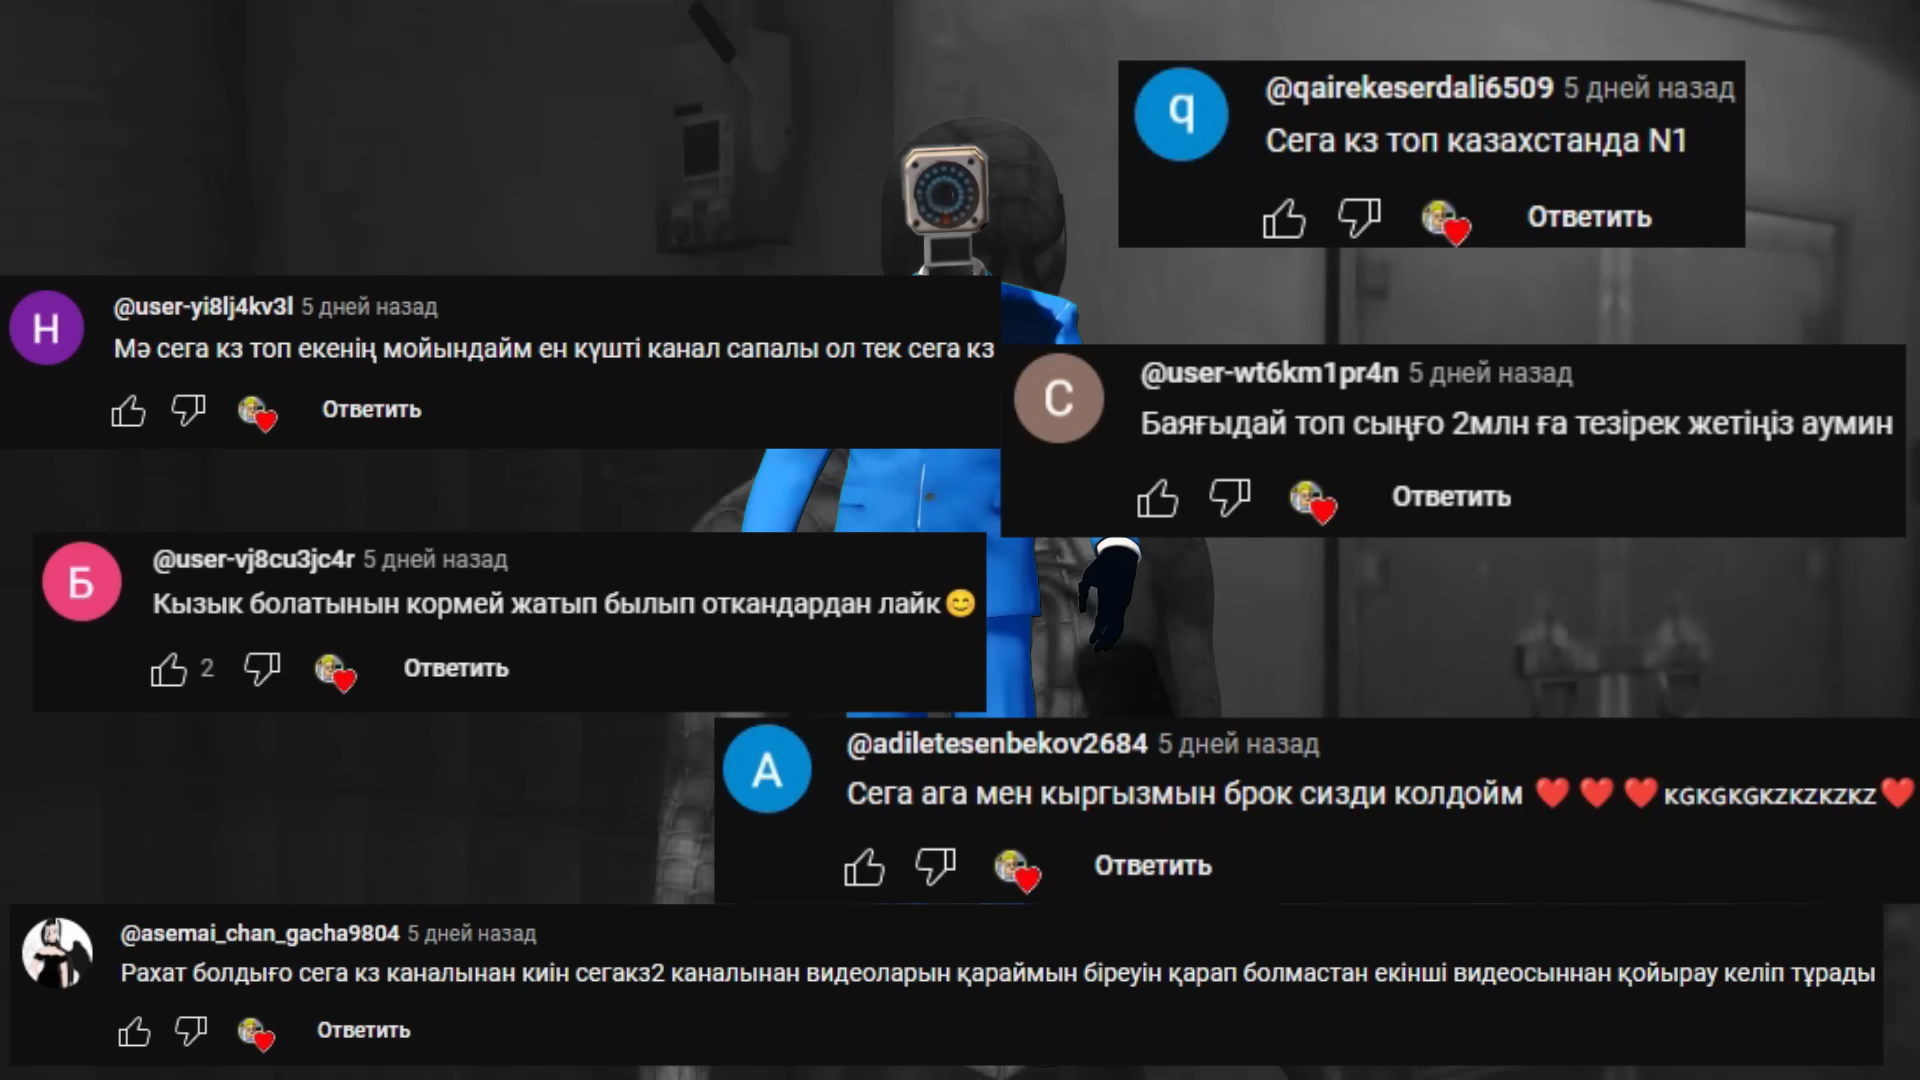 q
@qairekeserdali6509 5 дней назад
Сега кз топ казахстанда N1
Ответить
Н
@user-yi8lj4kv3l 5 дней назад
Мә сега кз топ екенің мойындайм ен күшті канал сапалы ол тек сега кз
Ответить
С
@user-wt6km1pr4n 5 дней назад
Баяғыдай топ сыңғо 2млн ға тезірек жетіңіз аумин
Ответить
Б
@user-vj8cu3jc4r 5 дней назад
Кызык болатынын кормей жатып былып откандардан лайк😊
2
Ответить
А
@adiletesenbekov2684 5 дней назад
Сега ага мен кыргызмын брок сизди колдойм ❤️ ❤️ ❤️ ᴋɢᴋɢᴋɢᴋᴢᴋᴢᴋᴢᴋᴢ❤️
Ответить
@asemai_chan_gacha9804 5 дней назад
Рахат болдығо сега кз каналынан киін сегакз2 каналынан видеоларын қараймын біреуін қарап болмастан екінші видеосыннан қойырау келіп тұрады
Ответить